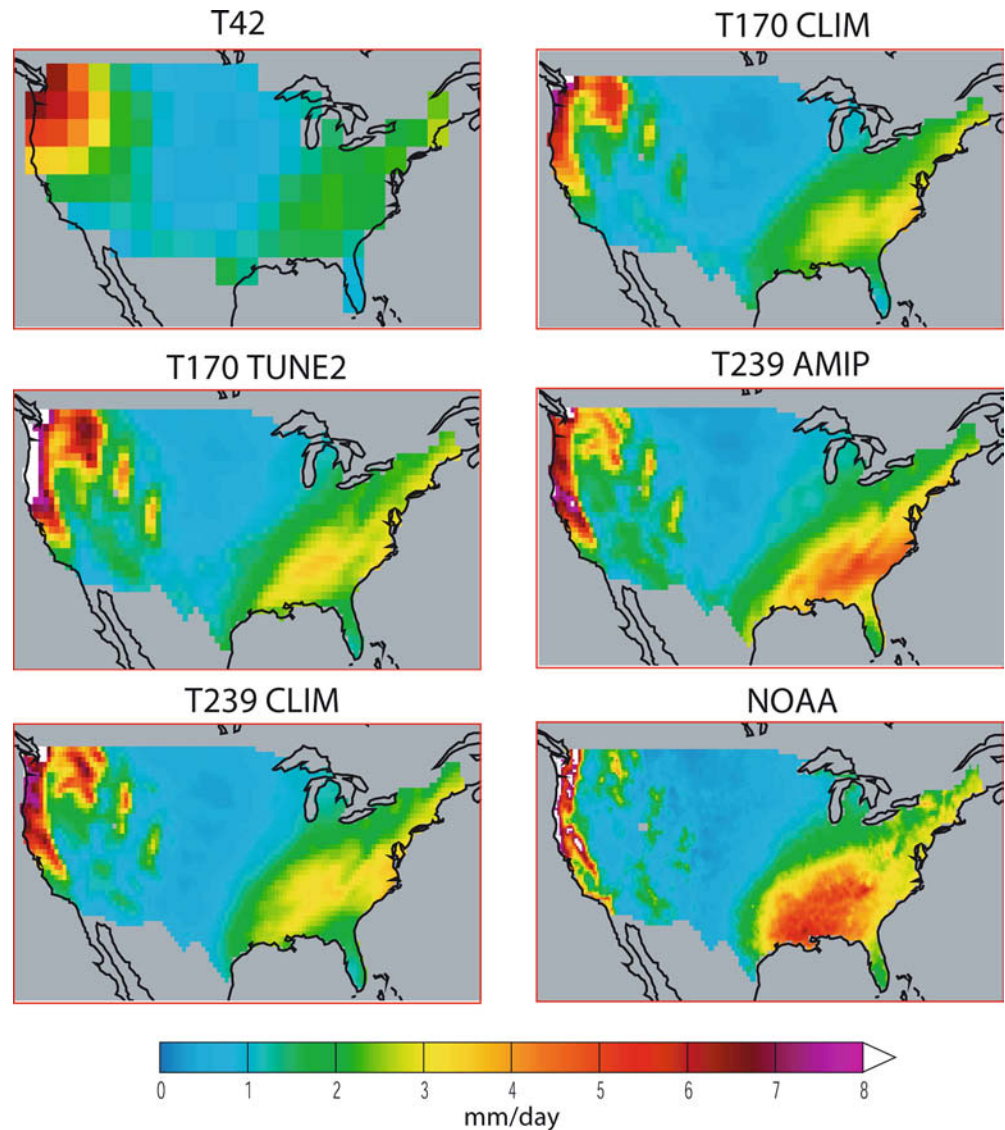 T42
T170 CLIM
T170 TUNE2
T239 AMIP
T239 CLIM
NOAA
0 1 2 3 4 5 6 7 8
mm/day